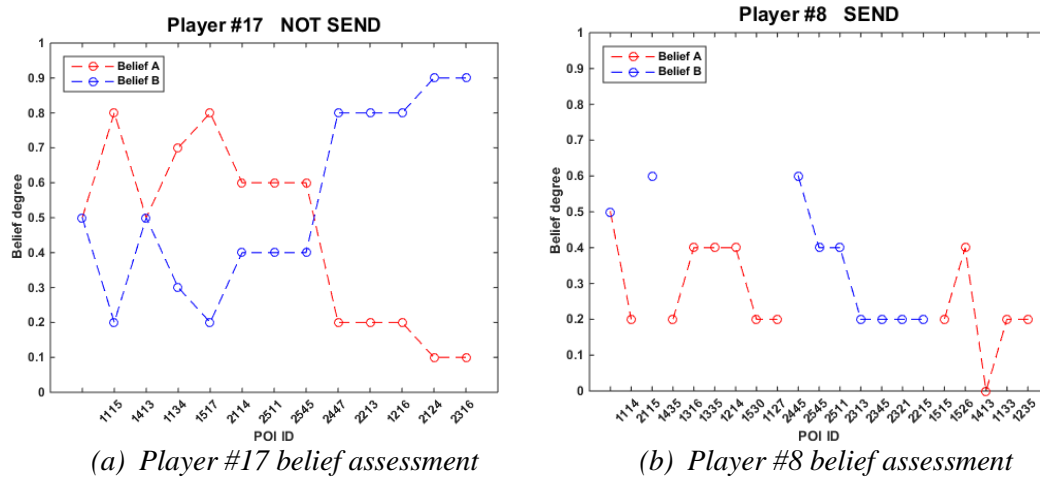 Player #17   NOT SEND
1
0.9
0.8
0.7
0.6
0.5
0.4
0.3
0.2
0.1
0
Belief degree
Belief A
Belief B
1115 1413 1134 1517 2114 2511 2545 2447 2213 1216 2124 2316
POI ID
(a) Player #17 belief assessment
Player #8   SEND
1
0.9
0.8
0.7
0.6
0.5
0.4
0.3
0.2
0.1
0
Belief degree
Belief A
Belief B
1114 2115 1435 1316 1335 1214 1530 1127 2445 2545 2511 2313 2345 2321 2215 1515 1526 1413 1133 1235
POI ID
(b) Player #8 belief assessment